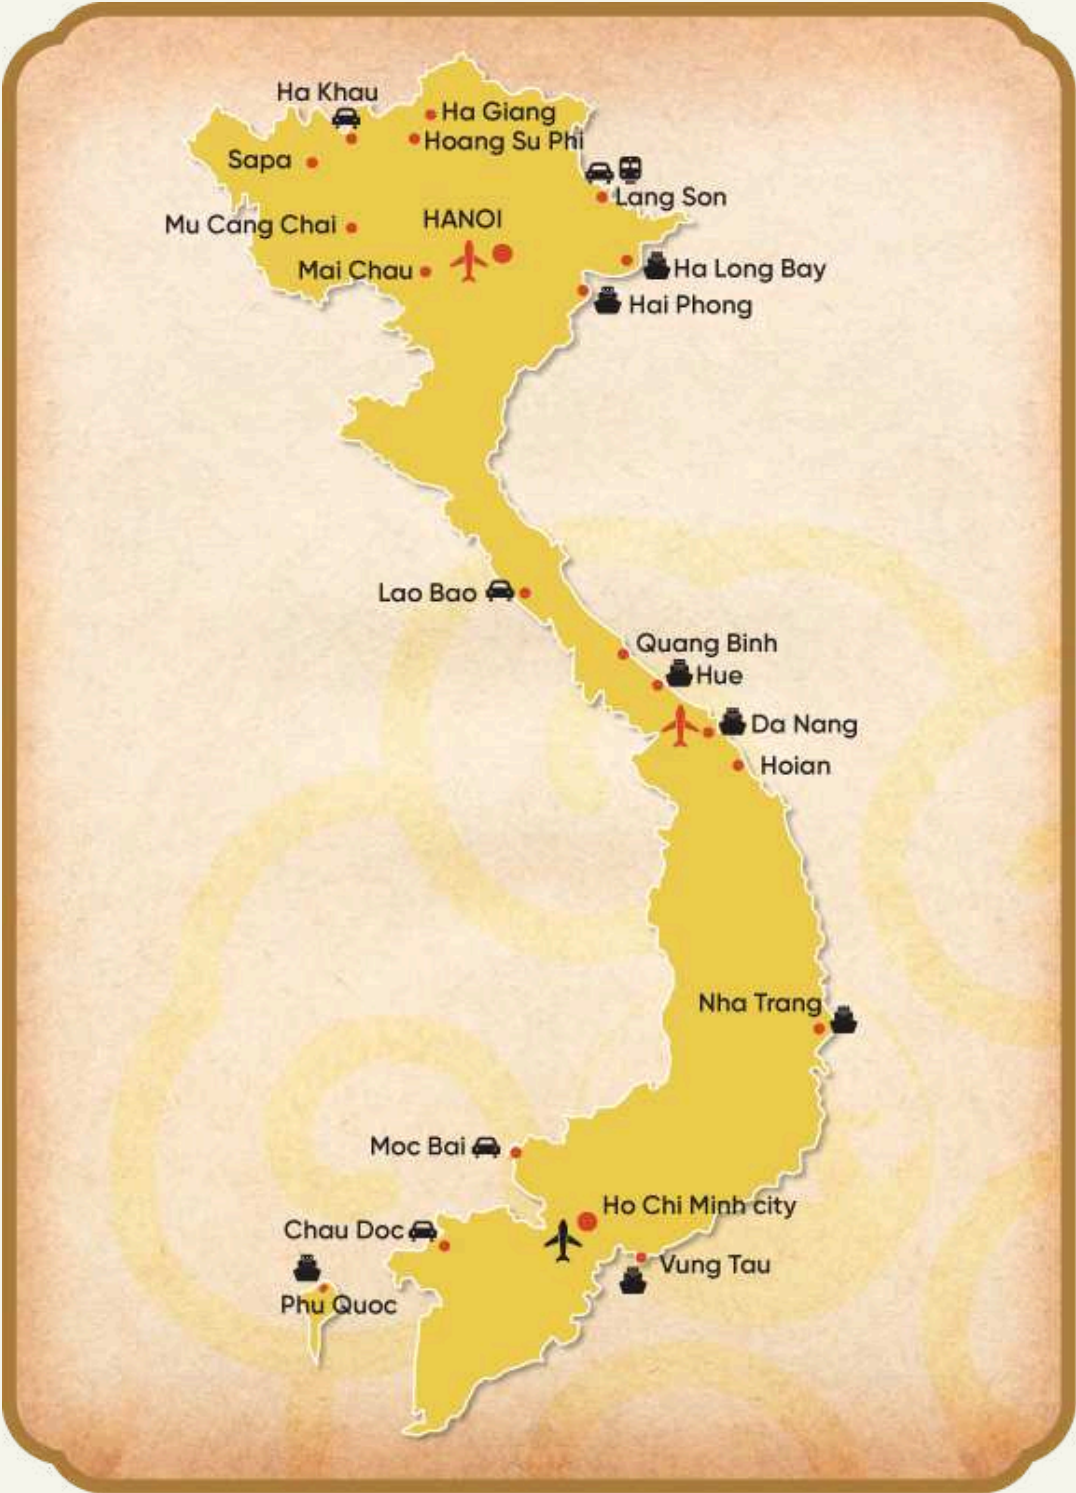 Ha Khau
Ha Giang
Hoang Su Phi
Sapa
Lang Son
Mu Cang Chai
HANOI
Mai Chau
Ha Long Bay
Hai Phong
Lao Bao
Quang Binh
Hue
Da Nang
Hoian
Nha Trang
Moc Bai
Ho Chi Minh city
Chau Doc
Vung Tau
Phu Quoc